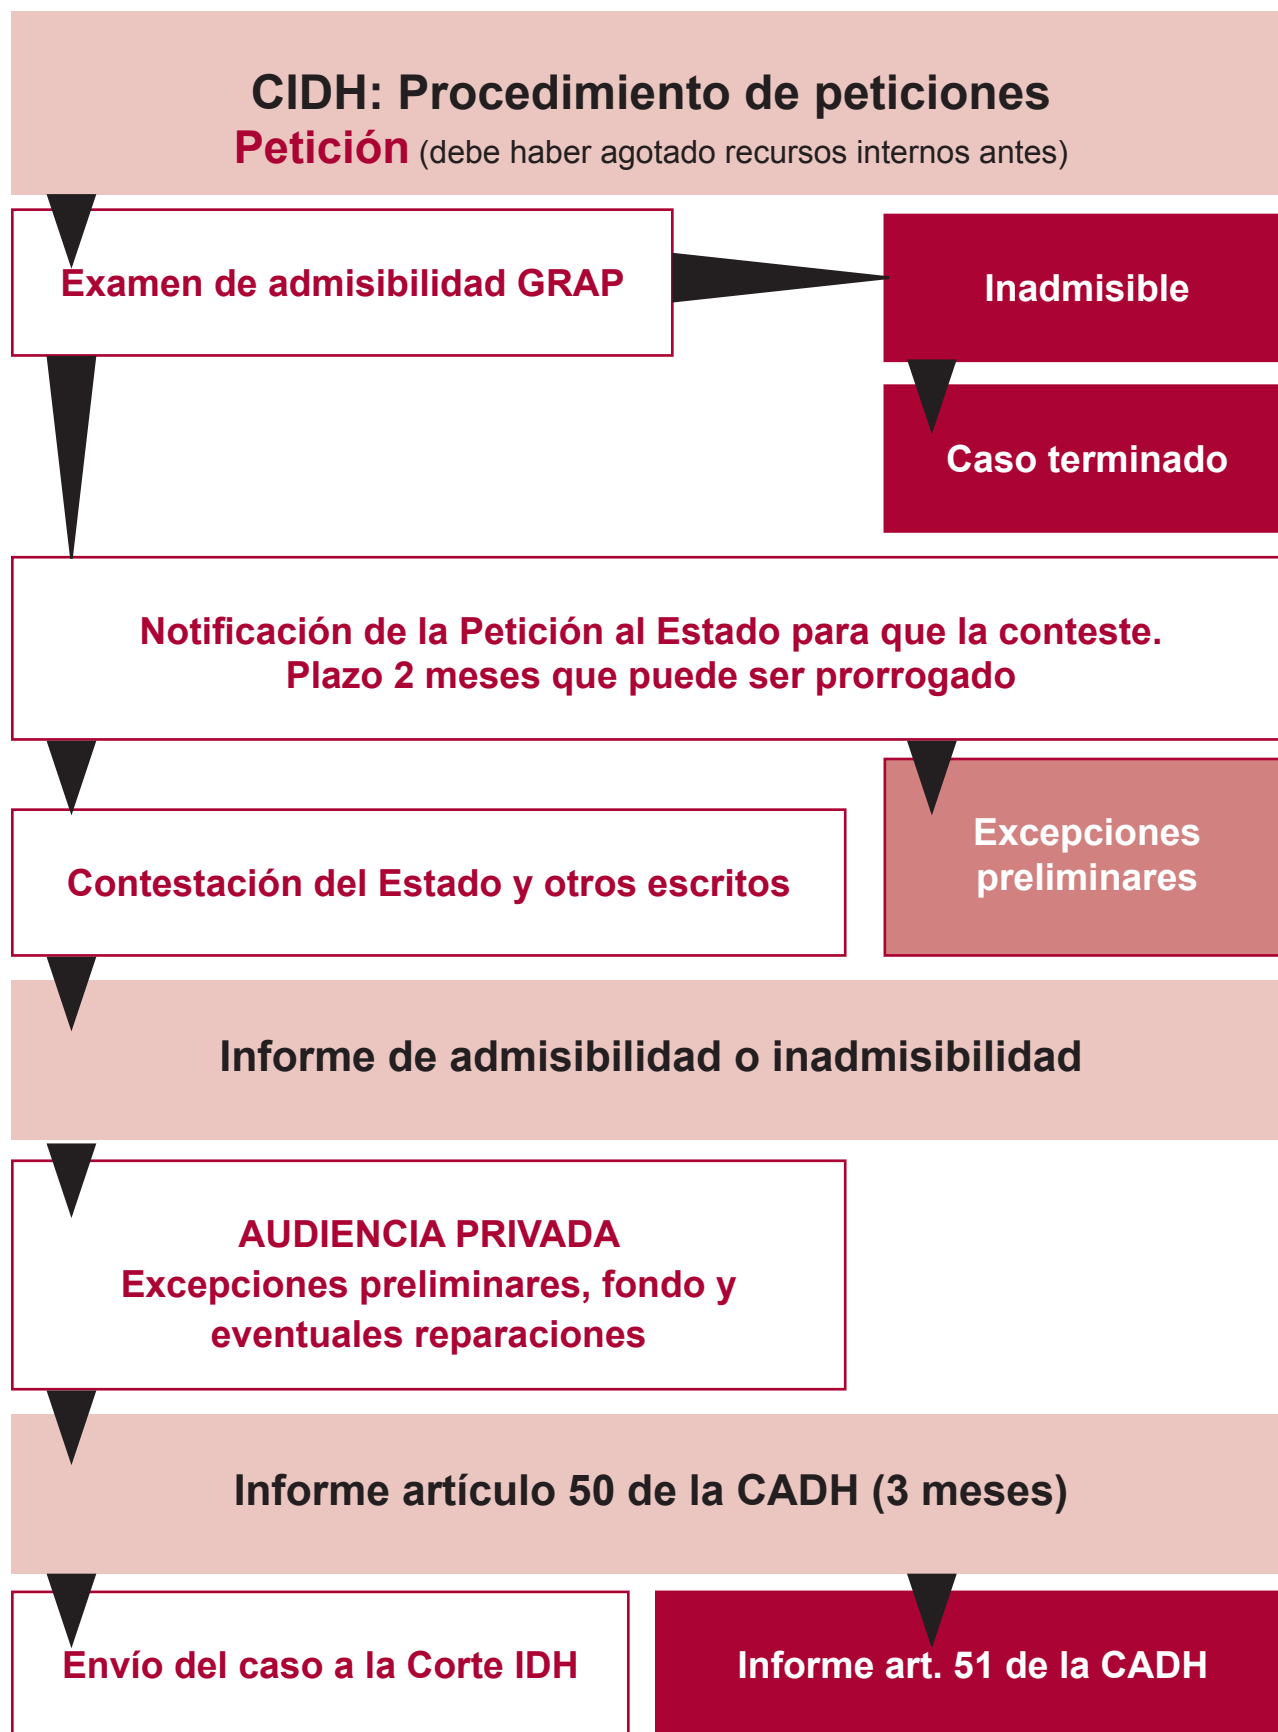 CIDH: Procedimiento de peticiones
Petición (debe haber agotado recursos internos antes)
Examen de admisibilidad GRAP
Inadmisible
Caso terminado
Notificación de la Petición al Estado para que la conteste.
Plazo 2 meses que puede ser prorrogado
Contestación del Estado y otros escritos
Excepciones
preliminares
Informe de admisibilidad o inadmisibilidad
AUDIENCIA PRIVADA
Excepciones preliminares, fondo y
eventuales reparaciones
Informe artículo 50 de la CADH (3 meses)
Envío del caso a la Corte IDH
Informe art. 51 de la CADH